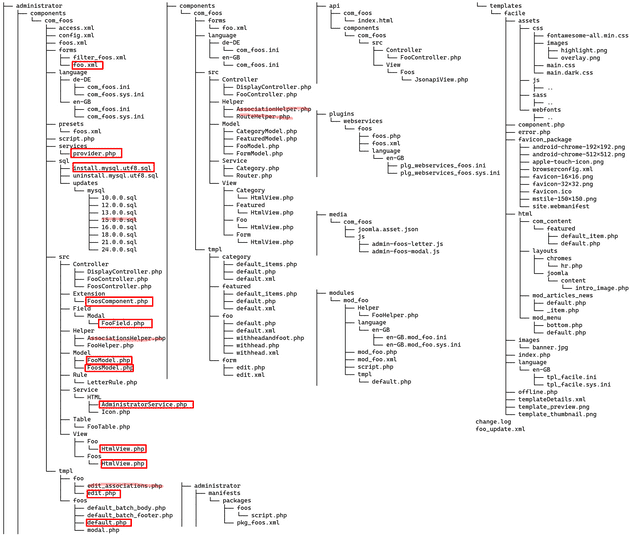 administrator
components
com_foos
access.xml
config.xml
foos.xml
forms
filter_foos.xml
foo.xml
language
de-DE
com_foos.ini
com_foos.sys.ini
en-GB
com_foos.ini
com_foos.sys.ini
presets
foos.xml
script.php
services
provider.php
sql
install.mysql.utf8.sql
uninstall.mysql.utf8.sql
updates
mysql
10.0.0.sql
12.0.0.sql
13.0.0.sql
15.0.0.sql
16.0.0.sql
18.0.0.sql
21.0.0.sql
24.0.0.sql
src
Controller
DisplayController.php
FooController.php
FoosController.php
Extension
FoosComponent.php
Field
Modal
FooField.php
Helper
AssociationsHelper.php
FooHelper.php
Model
FooModel.php
FoosModel.php
Rule
LetterRule.php
Service
HTML
AdministratorService.php
Icon.php
Table
FooTable.php
View
Foo
HtmlView.php
Foos
HtmlView.php
tmpl
foo
edit_associations.php
edit.php
foos
default_batch_body.php
default_batch_footer.php
default.php
modal.php
components
com_foos
forms
foo.xml
language
de-DE
com_foos.ini
en-GB
com_foos.ini
src
Controller
DisplayController.php
FooController.php
Helper
AssociationHelper.php
RouteHelper.php
Model
CategoryModel.php
FeaturedModel.php
FooModel.php
FormModel.php
Service
Category.php
Router.php
View
Category
HtmlView.php
Featured
HtmlView.php
Foo
HtmlView.php
Form
HtmlView.php
tmpl
category
default_items.php
default.php
default.xml
featured
default_items.php
default.php
default.xml
foo
default.php
default.xml
withheadandfoot.php
withhead.php
withhead.xml
form
edit.php
edit.xml
administrator
manifests
packages
foos
script.php
pkg_foos.xml
api
com_foos
index.html
components
com_foos
src
Controller
FooController.php
View
Foos
JsonapiView.php
plugins
webservices
foos
foos.php
foos.xml
language
en-GB
plg_webservices_foos.ini
plg_webservices_foos.sys.ini
media
com_foos
joomla.asset.json
js
admin-foos-letter.js
admin-foos-modal.js
modules
mod_foo
Helper
FooHelper.php
language
en-GB
en-GB.mod_foo.ini
en-GB.mod_foo.sys.ini
mod_foo.php
mod_foo.xml
script.php
tmpl
default.php
templates
facile
assets
css
fontawesome-all.min.css
images
highlight.png
overlay.png
main.css
main.dark.css
js
..
sass
..
webfonts
..
component.php
error.php
favicon_package
android-chrome-192×192.png
android-chrome-512×512.png
apple-touch-icon.png
browserconfig.xml
favicon-16×16.png
favicon-32×32.png
favicon.ico
mstile-150×150.png
site.webmanifest
html
com_content
featured
default_item.php
default.php
layouts
chromes
hr.php
joomla
content
intro_image.php
mod_articles_news
default.php
_item.php
mod_menu
bottom.php
default.php
images
banner.jpg
index.php
language
en-GB
tpl_facile.ini
tpl_facile.sys.ini
offline.php
templateDetails.xml
template_preview.png
template_thumbnail.png
change.log
foo_update.xml